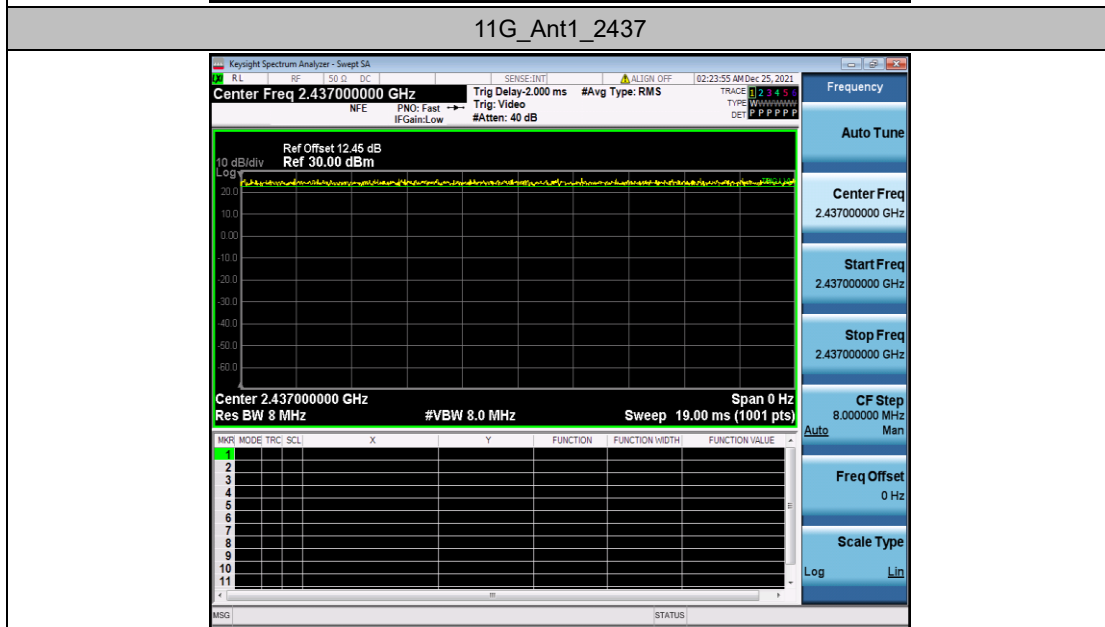 11G_Ant1_2437
Keysight Spectrum Analyzer - Swept SA
RL RF 50 Ω DC SENSE:INT ALIGN OFF 02:23:55 AM Dec 25, 2021
Center Freq 2.437000000 GHz
NFE
PNO: Fast
IFGain:Low
Trig Delay-2.000 ms
Trig: Video
#Atten: 40 dB
#Avg Type: RMS
TRACE 1 2 3 4 5 6
TYPE WWWWWW
DET P P P P P P
Ref Offset 12.45 dB
10 dB/div Ref 30.00 dBm
Log
20.0
10.0
0.00
-10.0
-20.0
-30.0
-40.0
-50.0
-60.0
Center 2.437000000 GHz Span 0 Hz
Res BW 8 MHz #VBW 8.0 MHz Sweep 19.00 ms (1001 pts)
MKR MODE TRC SCL X Y FUNCTION FUNCTION WIDTH FUNCTION VALUE
1
2
3
4
5
6
7
8
9
10
11
MSG STATUS
Frequency
Auto Tune
Center Freq
2.437000000 GHz
Start Freq
2.437000000 GHz
Stop Freq
2.437000000 GHz
CF Step
8.000000 MHz
Auto Man
Freq Offset
0 Hz
Scale Type
Log Lin